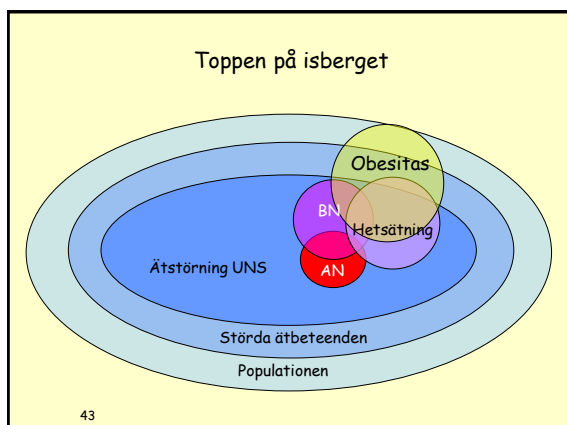 Toppen på isberget
Obesitas
BN
Hetsätning
Ätstörning UNS
AN
Störda ätbeteenden
Populationen
43